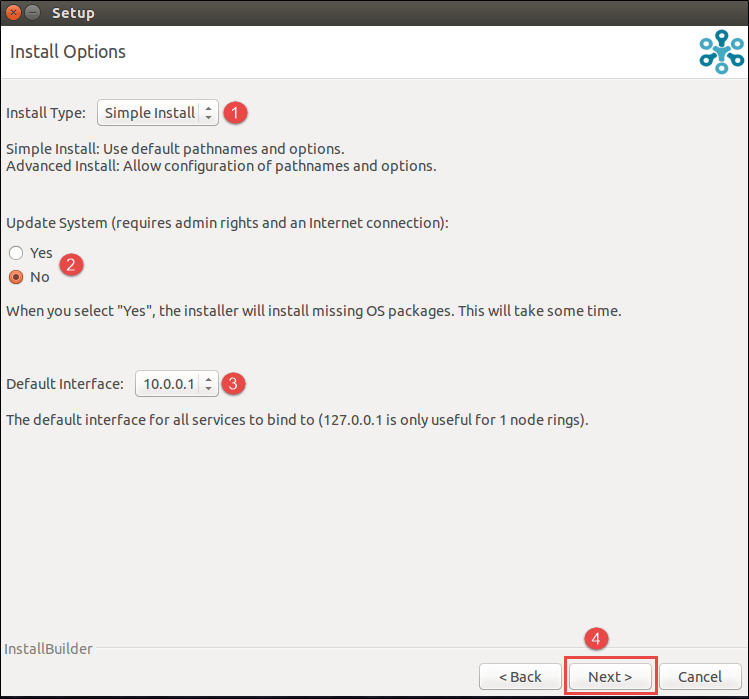 Setup
Install Options
Install Type: Simple Install 1
Simple Install: Use default pathnames and options.
Advanced Install: Allow configuration of pathnames and options.
Update System (requires admin rights and an Internet connection):
Yes
2
No
When you select "Yes", the installer will install missing OS packages. This will take some time.
Default Interface: 10.0.0.1 3
The default interface for all services to bind to (127.0.0.1 is only useful for 1 node rings).
4
InstallBuilder
< Back Next > Cancel